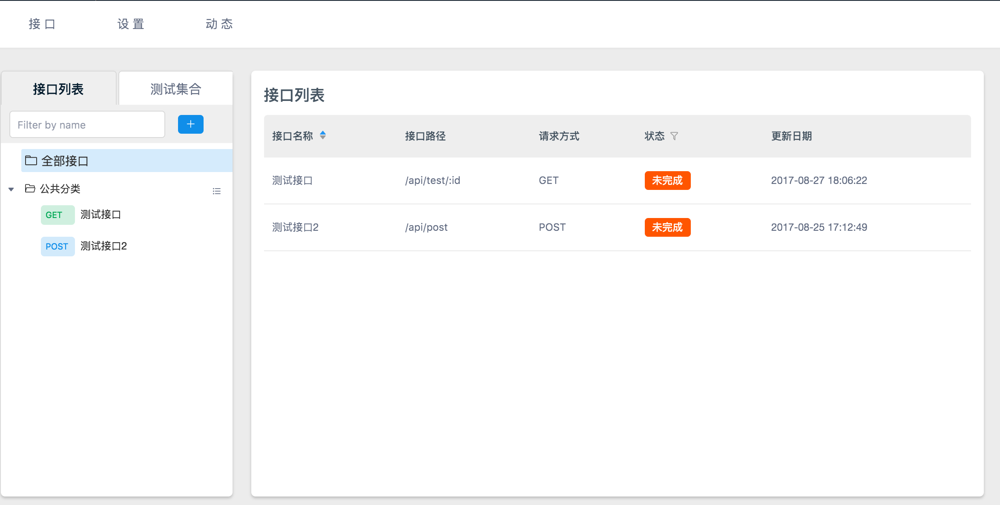 接口 设置 动态
接口列表 测试集合
Filter by name
全部接口
公共分类
GET 测试接口
POST 测试接口2
接口列表
接口名称 接口路径 请求方式 状态 更新日期
测试接口 /api/test/:id GET 未完成 2017-08-27 18:06:22
测试接口2 /api/post POST 未完成 2017-08-25 17:12:49